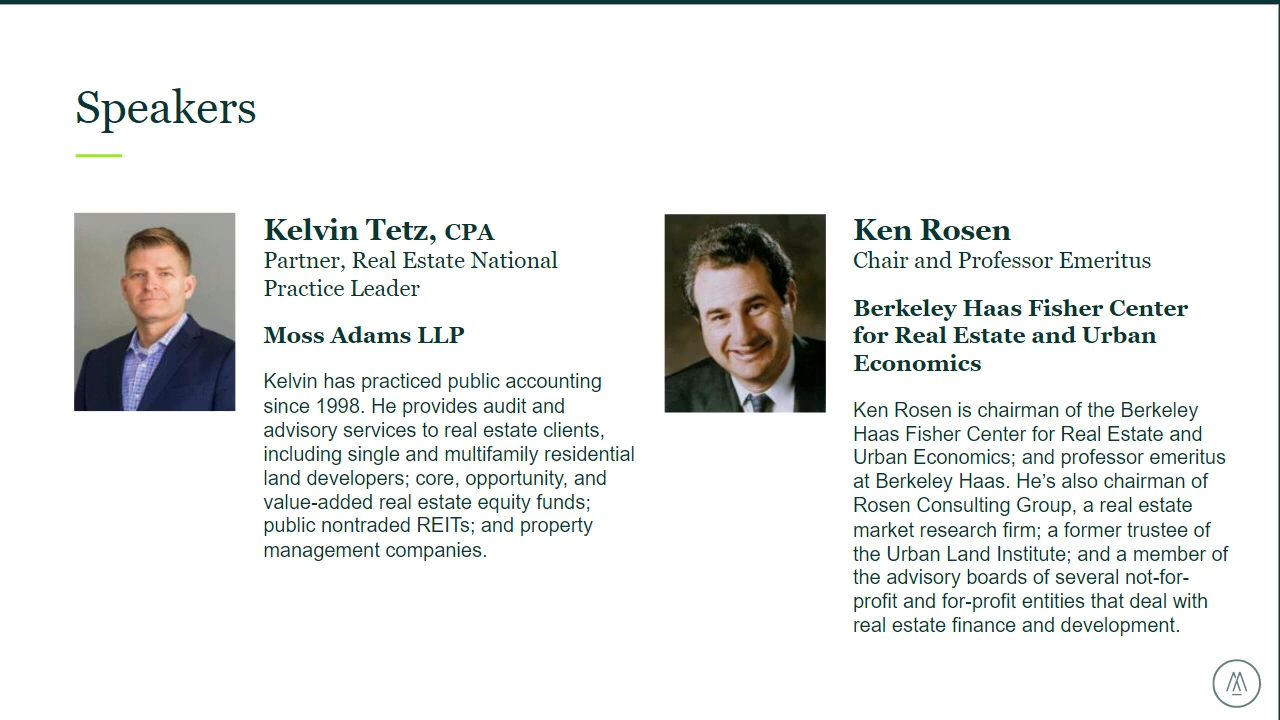 Speakers
Kelvin Tetz, CPA
Partner, Real Estate National
Practice Leader
Moss Adams LLP
Kelvin has practiced public accounting
since 1998. He provides audit and
advisory services to real estate clients,
including single and multifamily residential
land developers; core, opportunity, and
value-added real estate equity funds;
public nontraded REITs; and property
management companies.
Ken Rosen
Chair and Professor Emeritus
Berkeley Haas Fisher Center
for Real Estate and Urban
Economics
Ken Rosen is chairman of the Berkeley
Haas Fisher Center for Real Estate and
Urban Economics; and professor emeritus
at Berkeley Haas. He’s also chairman of
Rosen Consulting Group, a real estate
market research firm; a former trustee of
the Urban Land Institute; and a member of
the advisory boards of several not-for-
profit and for-profit entities that deal with
real estate finance and development.